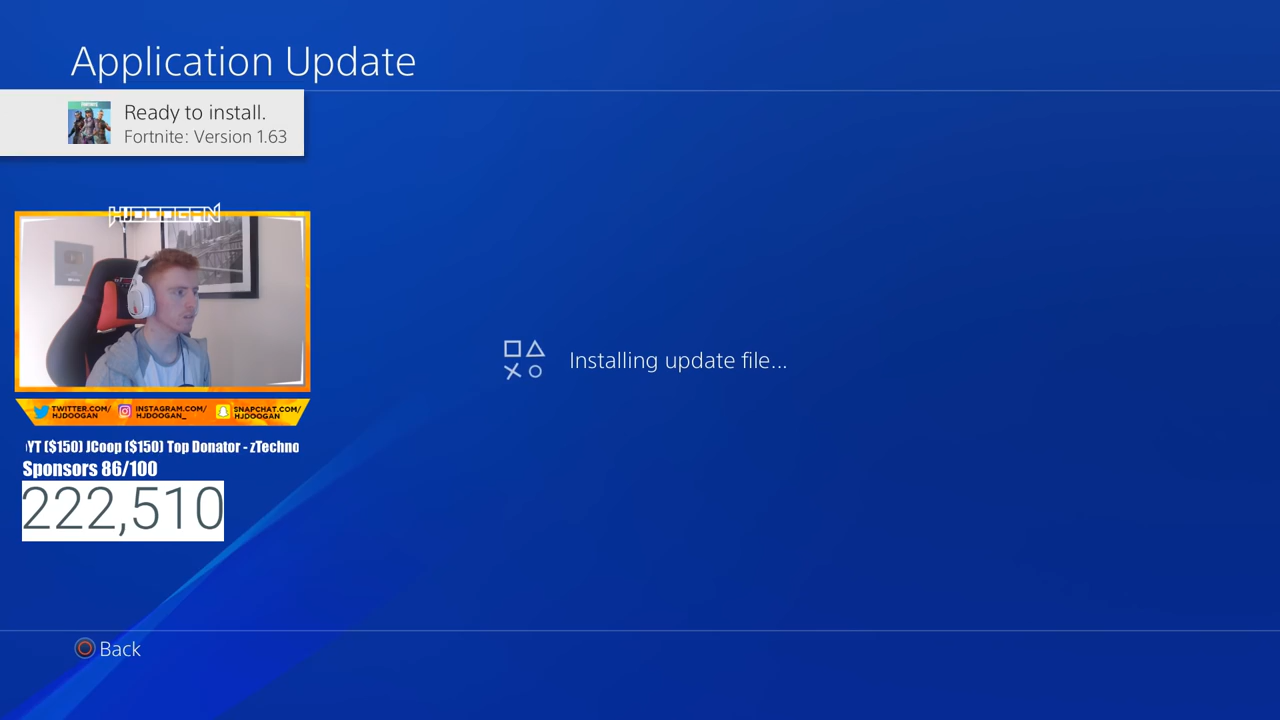 Application Update
Ready to install.
Fortnite: Version 1.63
HJDOOGAN
TWITTER.COM/
HJDOOGAN
INSTAGRAM.COM/
HJDOOGAN_
SNAPCHAT.COM/
HJDOOGAN
YT ($150) JCoop ($150) Top Donator - zTechno
Sponsors 86/100
222,510
Installing update file...
Back